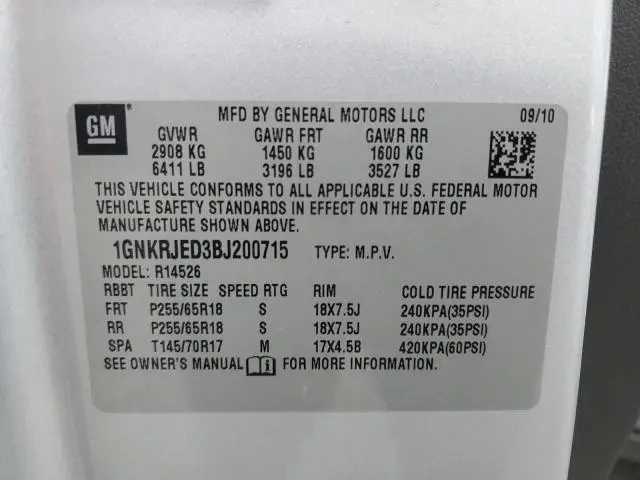 GM ® MFD BY GENERAL MOTORS LLC 09/10
GVWR GAWR FRT GAWR RR
2908 KG 1450 KG 1600 KG
6411 LB 3196 LB 3527 LB
THIS VEHICLE CONFORMS TO ALL APPLICABLE U.S. FEDERAL MOTOR
VEHICLE SAFETY STANDARDS IN EFFECT ON THE DATE OF
MANUFACTURE SHOWN ABOVE.
1GNKRJED3BJ200715 TYPE: M.P.V.
MODEL: R14526
RBBT TIRE SIZE SPEED RTG RIM COLD TIRE PRESSURE
FRT P255/65R18 S 18X7.5J 240KPA(35PSI)
RR P255/65R18 S 18X7.5J 240KPA(35PSI)
SPA T145/70R17 M 17X4.5B 420KPA(60PSI)
SEE OWNER'S MANUAL i FOR MORE INFORMATION.